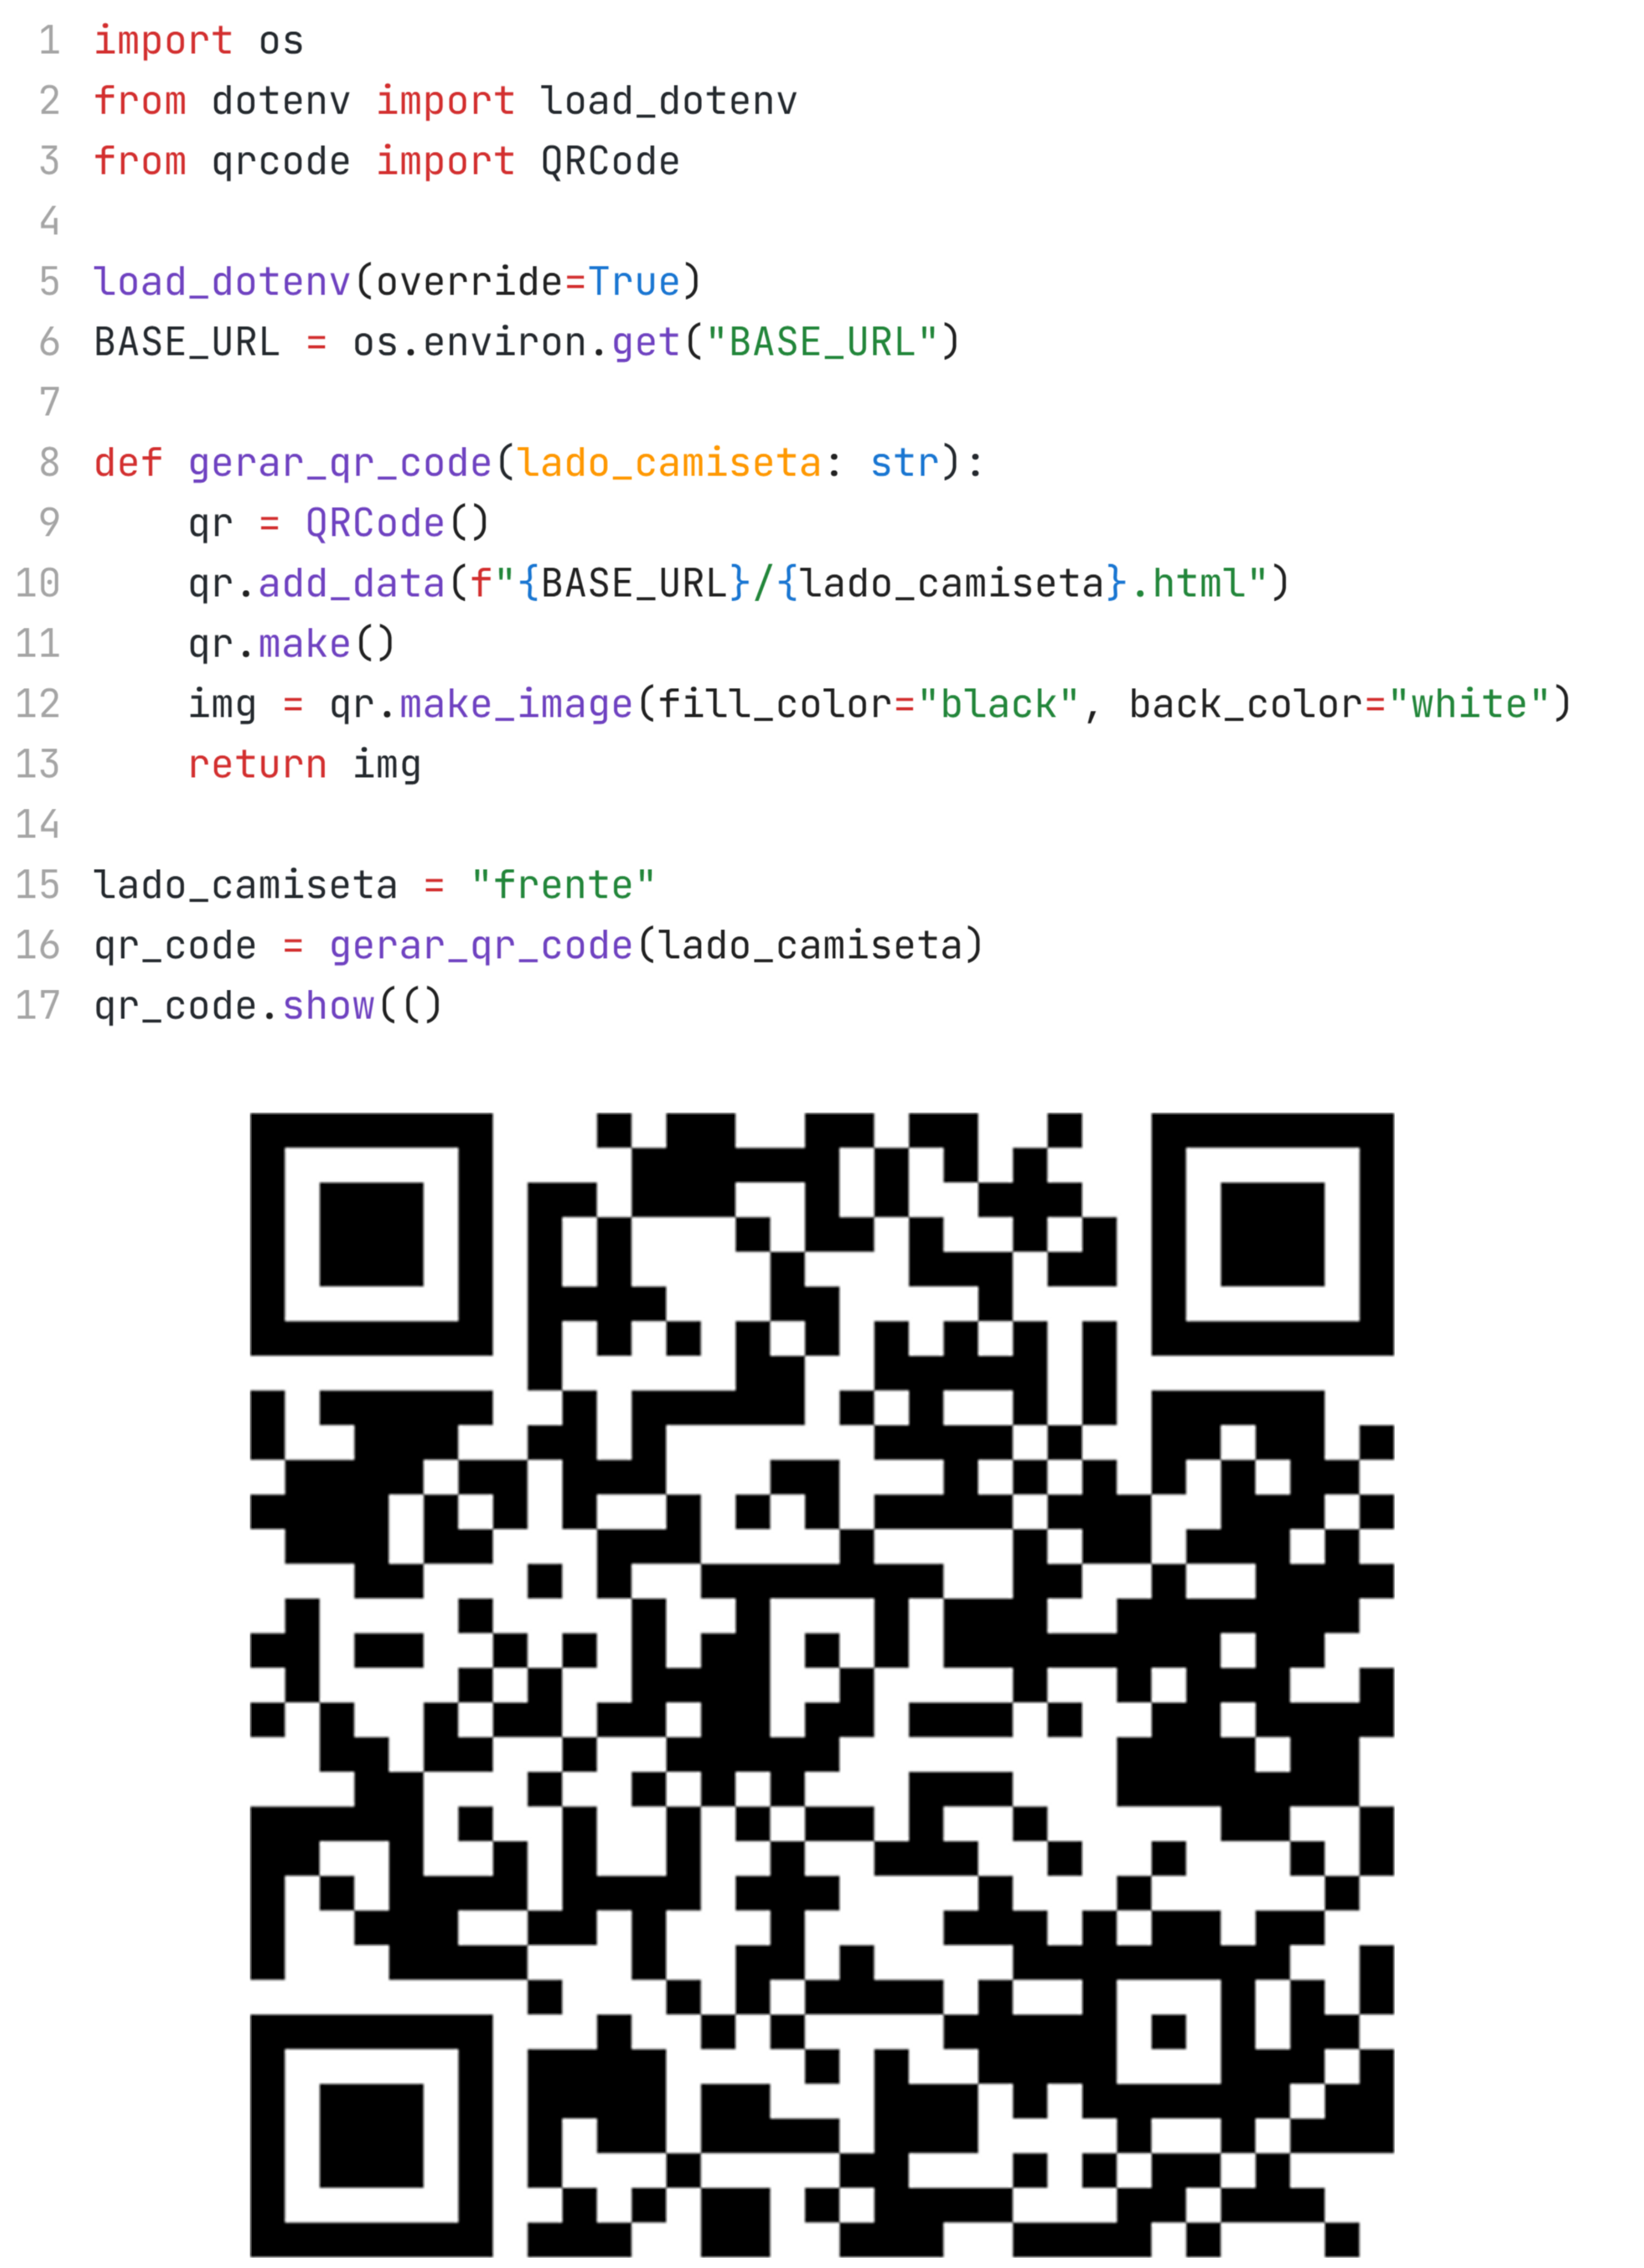 1 import os
2 from dotenv import load_dotenv
3 from qrcode import QRCode
4
5 load_dotenv(override=True)
6 BASE_URL = os.environ.get("BASE_URL")
7
8 def gerar_qr_code(lado_camiseta: str):
9     qr = QRCode()
10     qr.add_data(f"{BASE_URL}/{lado_camiseta}.html")
11     qr.make()
12     img = qr.make_image(fill_color="black", back_color="white")
13     return img
14
15 lado_camiseta = "frente"
16 qr_code = gerar_qr_code(lado_camiseta)
17 qr_code.show(()